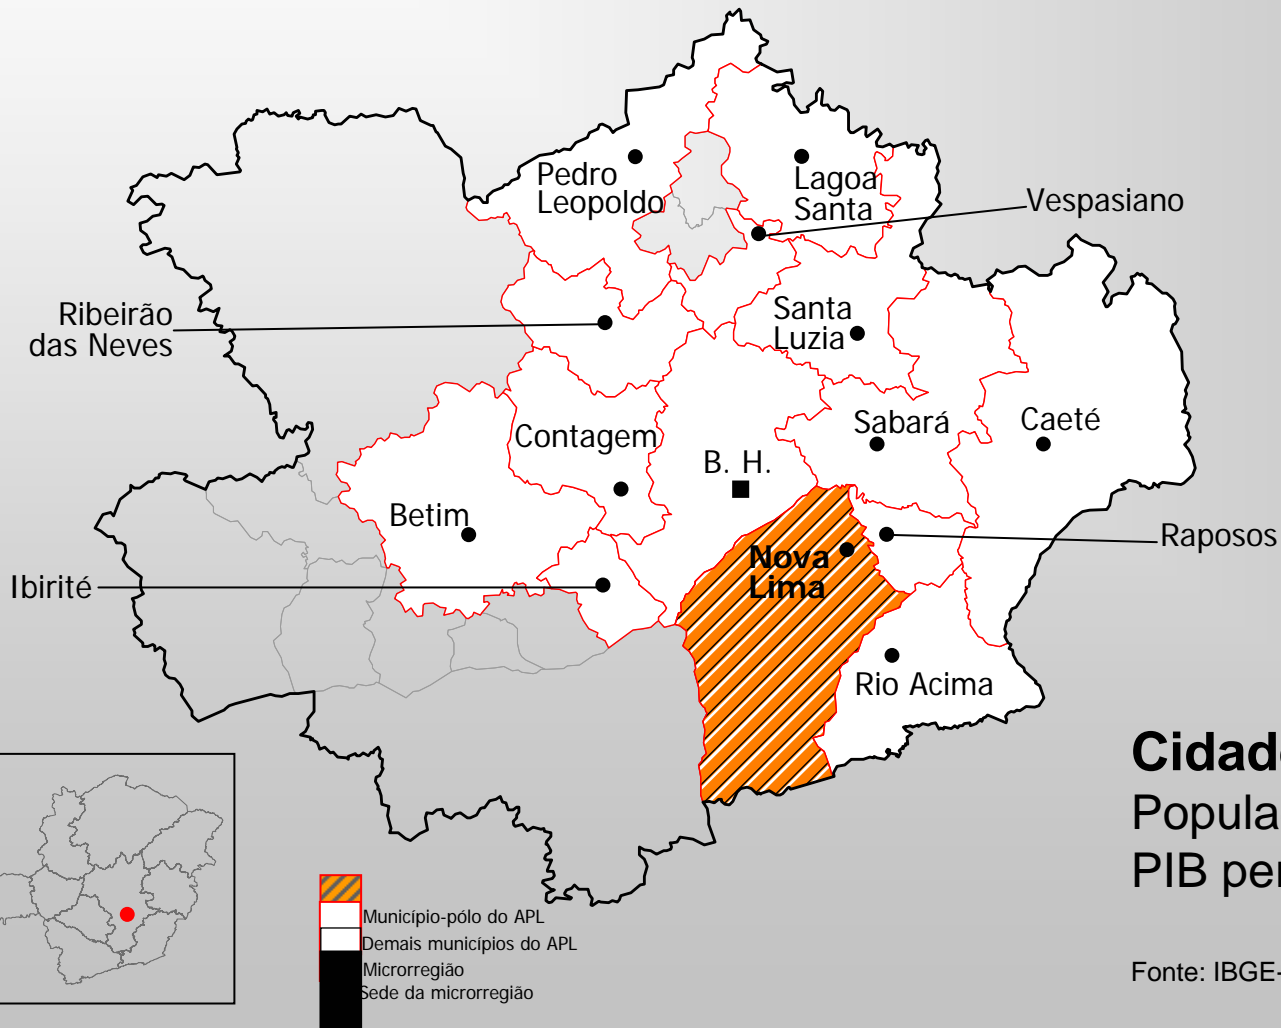 Pedro
Leopoldo
Lagoa
Santa
Vespasiano
Ribeirão
das Neves
Santa
Luzia
Contagem
B. H.
Sabará
Caeté
Betim
Nova
Lima
Raposos
Ibirité
Rio Acima
Cidad
Popula
PIB per
Fonte: IBGE-
Município-pólo do APL
Demais municípios do APL
Microrregião
Sede da microrregião